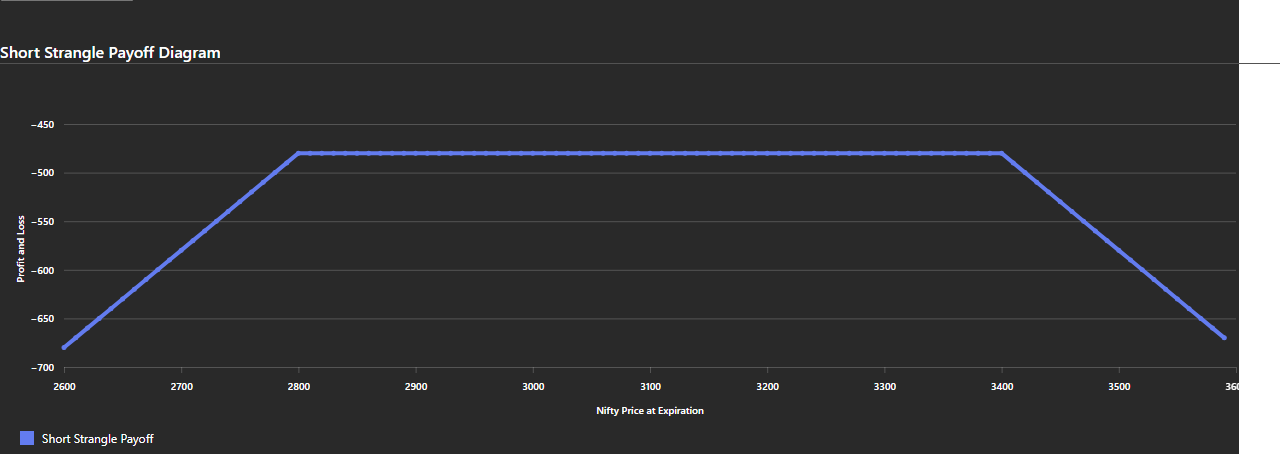 Short Strangle Payoff Diagram
−450
−500
−550
−600
−650
−700
Profit and Loss
2600 2700 2800 2900 3000 3100 3200 3300 3400 3500 360
Nifty Price at Expiration
Short Strangle Payoff